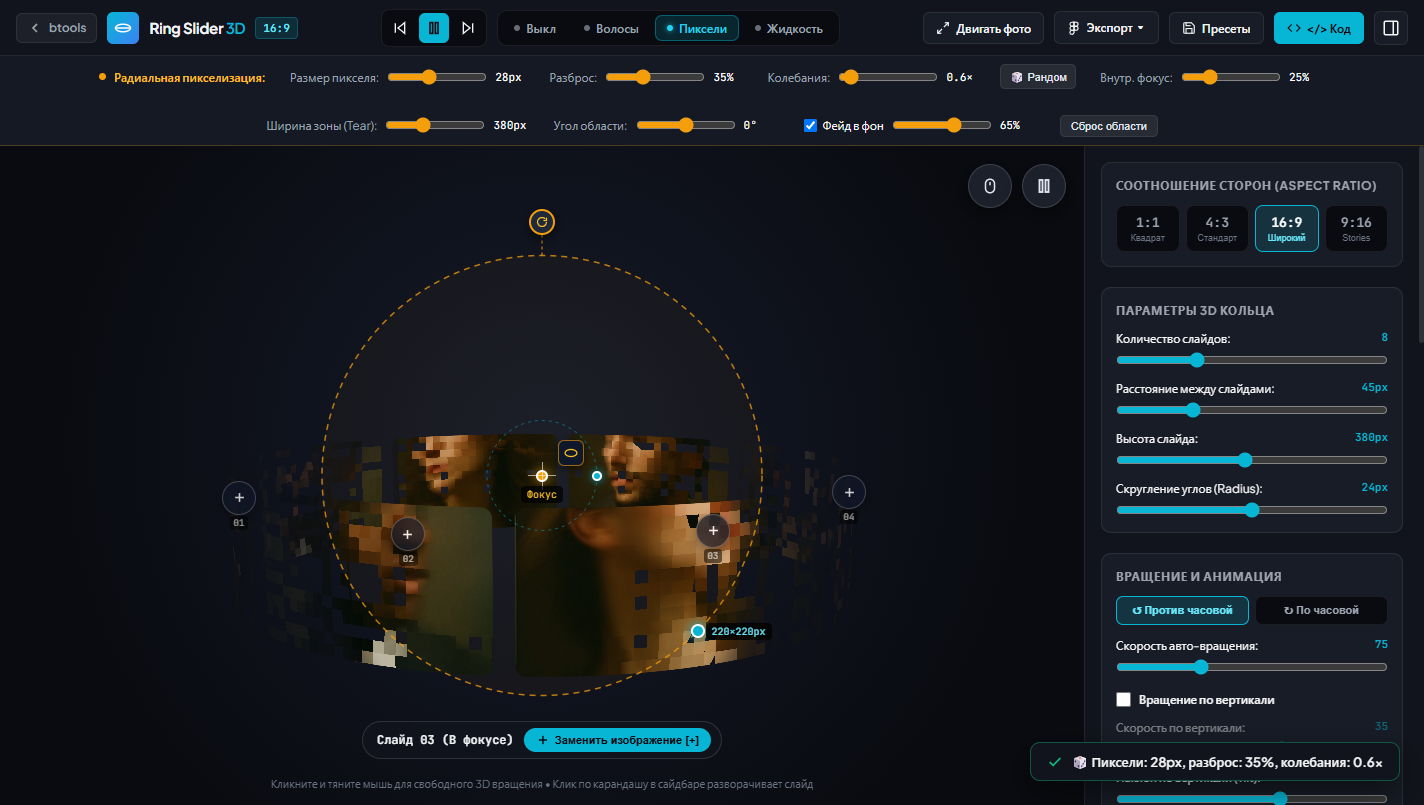 btools
Ring Slider 3D
16:9
Выкл
Волосы
Пиксели
Жидкость
Двигать фото
Экспорт
Пресеты
</> Код
Радиальная пикселизация:
Размер пикселя: 28px
Разброс: 35%
Колебания: 0.6×
Рандом
Внутр. фокус: 25%
Ширина зоны (Tear): 380px
Угол области: 0°
Фейд в фон 65%
Сброс области
СООТНОШЕНИЕ СТОРОН (ASPECT RATIO)
1:1 4:3 16:9 9:16
Квадрат Стандарт Широкий Stories
ПАРАМЕТРЫ 3D КОЛЬЦА
Количество слайдов: 8
Расстояние между слайдами: 45px
Высота слайда: 380px
Скругление углов (Radius): 24px
Фокус
01
02
03
04
220×220px
ВРАЩЕНИЕ И АНИМАЦИЯ
↺ Против часовой
↻ По часовой
Скорость авто-вращения: 75
Вращение по вертикали
Скорость по вертикали: 35
Слайд 03 (В фокусе)
+ Заменить изображение [+]
Пиксели: 28px, разброс: 35%, колебания: 0.6×
Кликните и тяните мышь для свободного 3D вращения • Клик по карандашу в сайдбаре разворачивает слайд